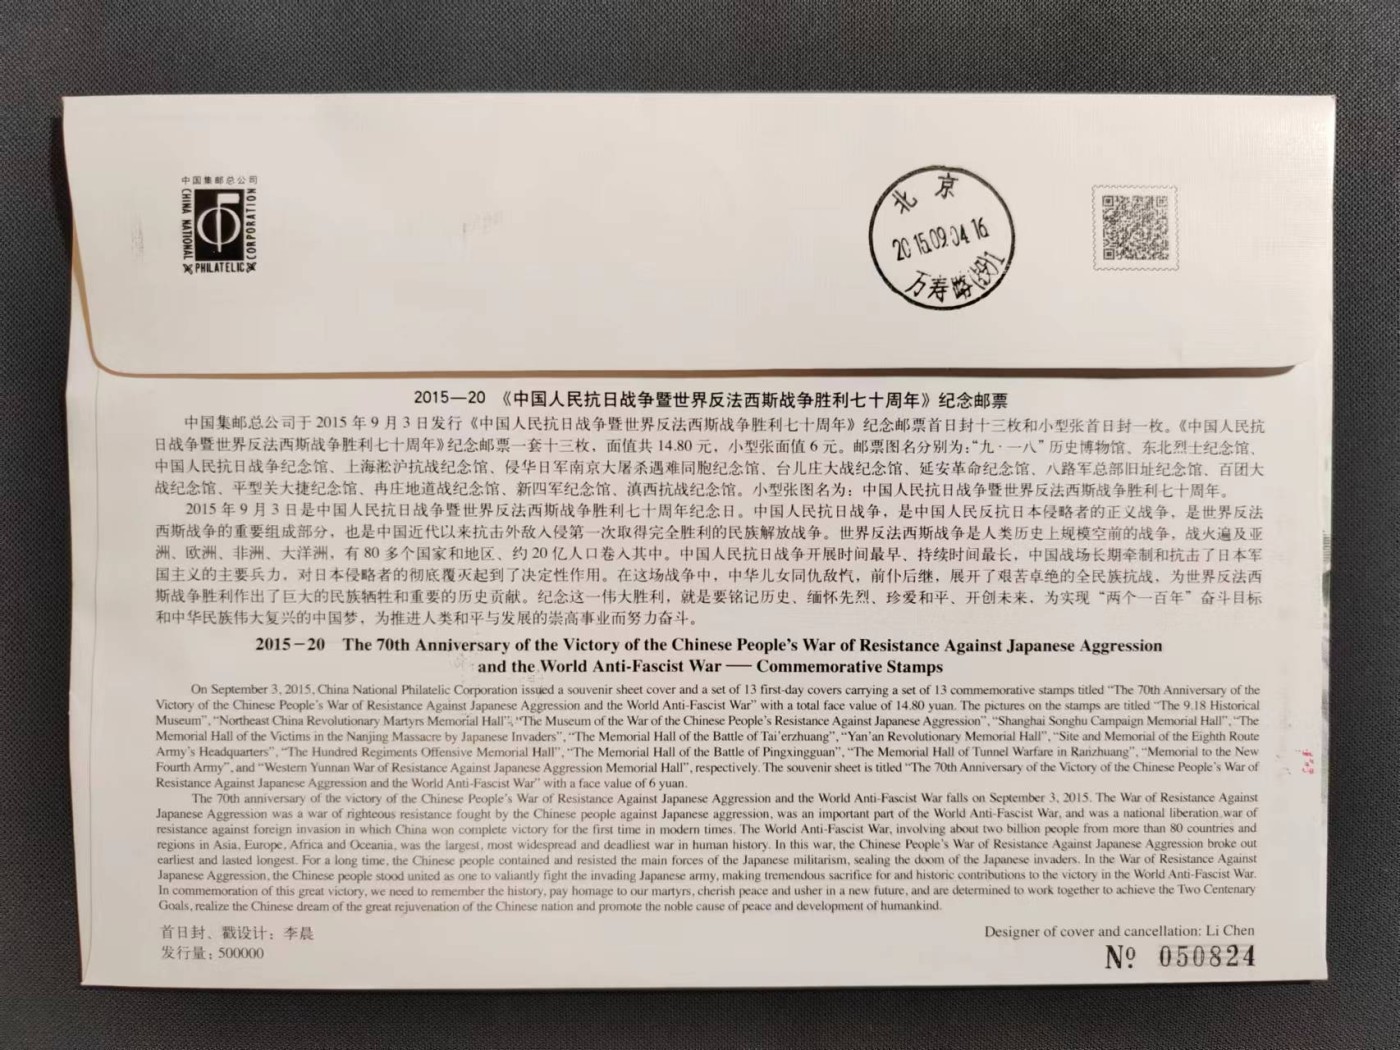 中国集邮总公司
CHINA NATIONAL
PHILATELIC
CORPORATION
北京
2015.09.04 16
万寿路(投)1
2015—20 《中国人民抗日战争暨世界反法西斯战争胜利七十周年》纪念邮票
中国集邮总公司于 2015 年 9 月 3 日发行《中国人民抗日战争暨世界反法西斯战争胜利七十周年》纪念邮票首日封十三枚和小型张首日封一枚。《中国人民抗
日战争暨世界反法西斯战争胜利七十周年》纪念邮票一套十三枚，面值共 14.80 元，小型张面值 6 元。邮票图名分别为：“九·一八”历史博物馆、东北烈士纪念馆、
中国人民抗日战争纪念馆、上海淞沪抗战纪念馆、侵华日军南京大屠杀遇难同胞纪念馆、台儿庄大战纪念馆、延安革命纪念馆、八路军总部旧址纪念馆、百团大
战纪念馆、平型关大捷纪念馆、冉庄地道战纪念馆、新四军纪念馆、滇西抗战纪念馆。小型张图名为：中国人民抗日战争暨世界反法西斯战争胜利七十周年。
2015 年 9 月 3 日是中国人民抗日战争暨世界反法西斯战争胜利七十周年纪念日。中国人民抗日战争，是中国人民反抗日本侵略者的正义战争，是世界反法
西斯战争的重要组成部分，也是中国近代以来抗击外敌入侵第一次取得完全胜利的民族解放战争。世界反法西斯战争是人类历史上规模空前的战争，战火遍及亚
洲、欧洲、非洲、大洋洲，有 80 多个国家和地区、约 20 亿人口卷入其中。中国人民抗日战争开展时间最早、持续时间最长，中国战场长期牵制和抗击了日本军
国主义的主要兵力，对日本侵略者的彻底覆灭起到了决定性作用。在这场战争中，中华儿女同仇敌忾，前仆后继，展开了艰苦卓绝的全民族抗战，为世界反法西
斯战争胜利作出了巨大的民族牺牲和重要的历史贡献。纪念这一伟大胜利，就是要铭记历史、缅怀先烈、珍爱和平、开创未来，为实现“两个一百年”奋斗目标
和中华民族伟大复兴的中国梦，为推进人类和平与发展的崇高事业而努力奋斗。
2015－20 The 70th Anniversary of the Victory of the Chinese People's War of Resistance Against Japanese Aggression
and the World Anti-Fascist War — Commemorative Stamps
On September 3, 2015, China National Philatelic Corporation issued a souvenir sheet cover and a set of 13 first-day covers carrying a set of 13 commemorative stamps titled “The 70th Anniversary of the
Victory of the Chinese People's War of Resistance Against Japanese Aggression and the World Anti-Fascist War” with a total face value of 14.80 yuan. The pictures on the stamps are titled “The 9.18 Historical
Museum”, “Northeast China Revolutionary Martyrs Memorial Hall”, “The Museum of the War of the Chinese People's Resistance Against Japanese Aggression”, “Shanghai Songhu Campaign Memorial Hall”, “The
Memorial Hall of the Victims in the Nanjing Massacre by Japanese Invaders”, “The Memorial Hall of the Battle of Tai'erzhuang”, “Yan'an Revolutionary Memorial Hall”, “Site and Memorial of the Eighth Route
Army's Headquarters”, “The Hundred Regiments Offensive Memorial Hall”, “The Memorial Hall of the Battle of Pingxingguan”, “The Memorial Hall of Tunnel Warfare in Ranzhuang”, “Memorial to the New
Fourth Army”, and “Western Yunnan War of Resistance Against Japanese Aggression Memorial Hall”, respectively. The souvenir sheet is titled “The 70th Anniversary of the Victory of the Chinese People's War of
Resistance Against Japanese Aggression and the World Anti-Fascist War” with a face value of 6 yuan.
The 70th anniversary of the victory of the Chinese People's War of Resistance Against Japanese Aggression and the World Anti-Fascist War falls on September 3, 2015. The War of Resistance Against
Japanese Aggression was a war of righteous resistance fought by the Chinese people against Japanese aggression, was an important part of the World Anti-Fascist War, and was a national liberation war of
resistance against foreign invasion in which China won complete victory for the first time in modern times. The World Anti-Fascist War, involving about two billion people from more than 80 countries and
regions in Asia, Europe, Africa and Oceania, was the largest, most widespread and deadliest war in human history. In this war, the Chinese People's War of Resistance Against Japanese Aggression broke out
earliest and lasted longest. For a long time, the Chinese people contained and resisted the main forces of the Japanese militarism, sealing the doom of the Japanese invaders. In the War of Resistance Against
Japanese Aggression, the Chinese people stood united as one to valiantly fight the invading Japanese army, making tremendous sacrifice for and historic contributions to the victory in the World Anti-Fascist War.
In commemoration of this great victory, we need to remember the history, pay homage to our martyrs, cherish peace and usher in a new future, and are determined to work together to achieve the Two Centenary
Goals, realize the Chinese dream of the great rejuvenation of the Chinese nation and promote the noble cause of peace and development of humankind.
首日封、戳设计：李晨
Designer of cover and cancellation: Li Chen
发行量：500000
Nº 050824